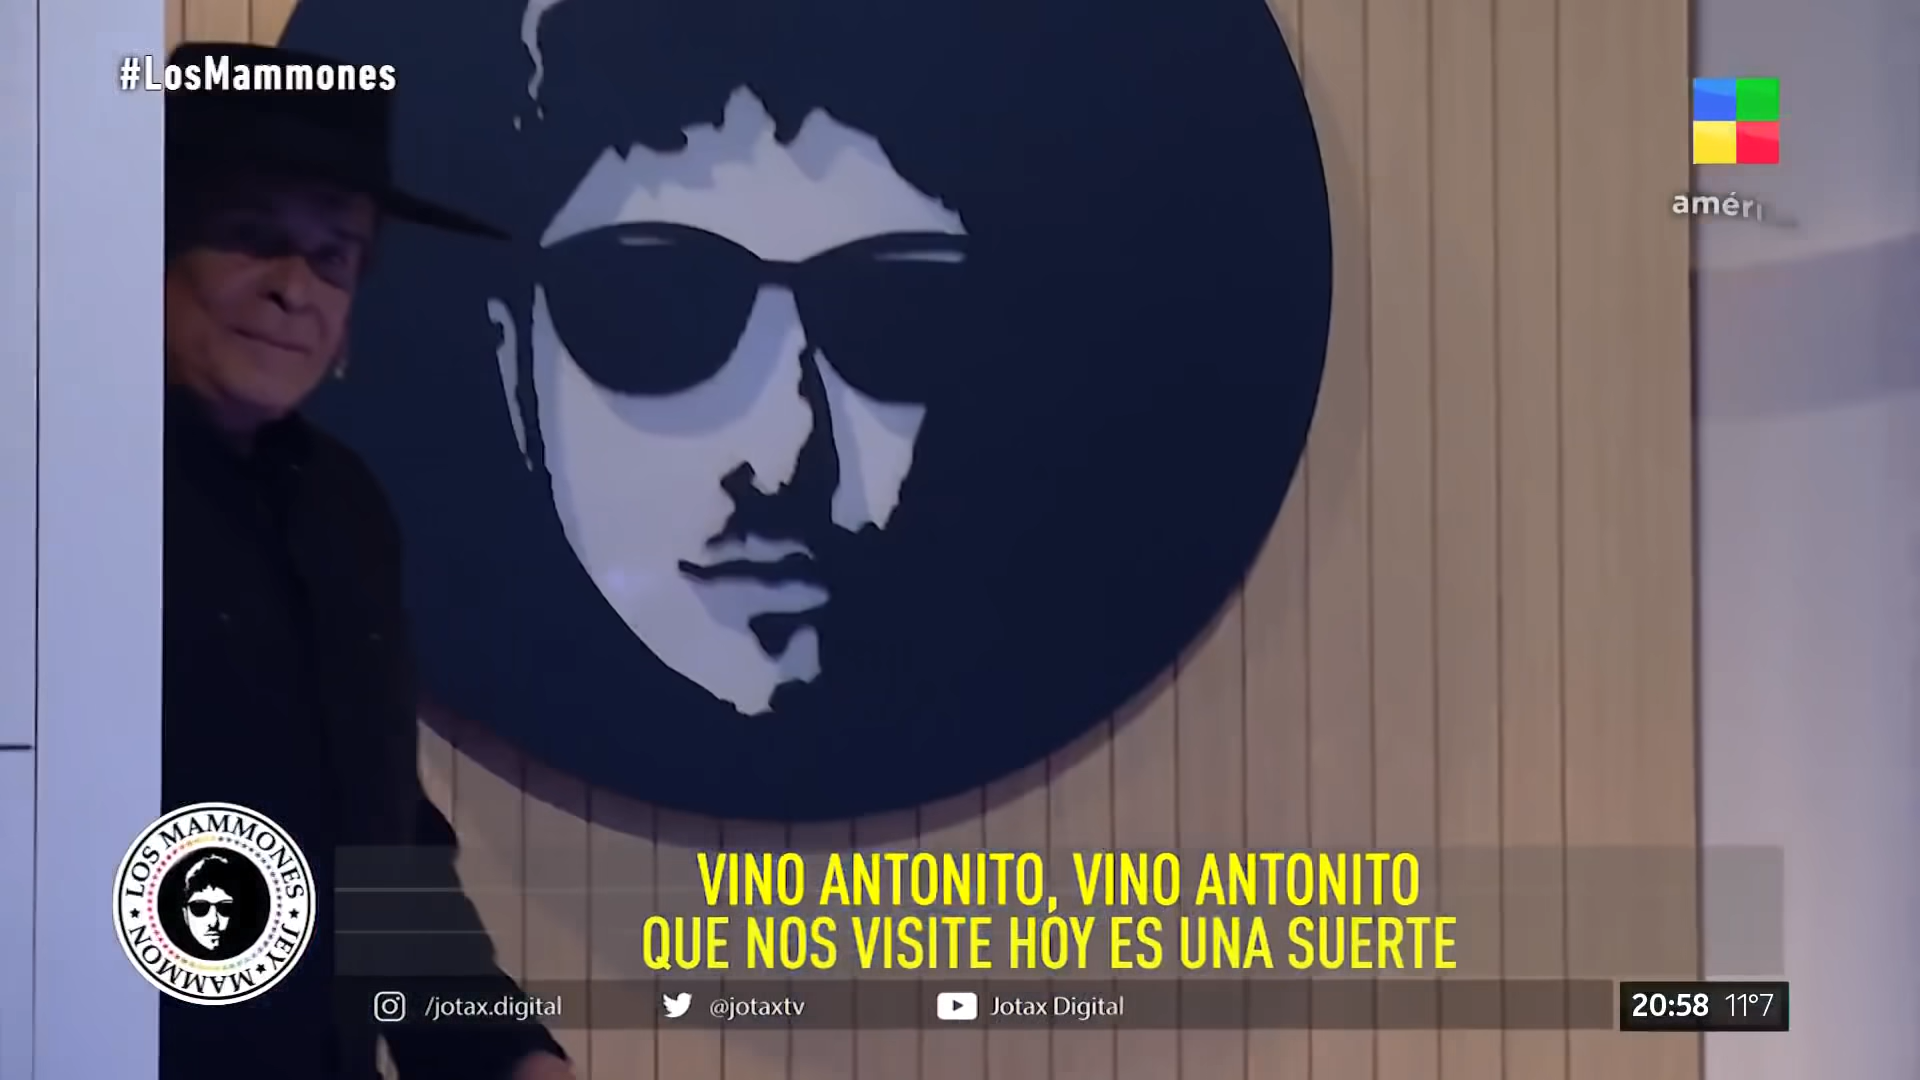 #LosMammones
améri
VINO ANTONITO, VINO ANTONITO
QUE NOS VISITE HOY ES UNA SUERTE
LOS MAMMONES ★ JEY MAMMON ★
/jotax.digital
@jotaxtv
Jotax Digital
20:58 11°7